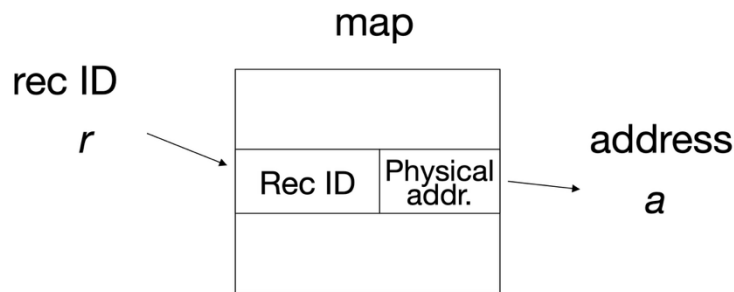 map
rec ID
r
Rec ID
Physical
addr.
address
a